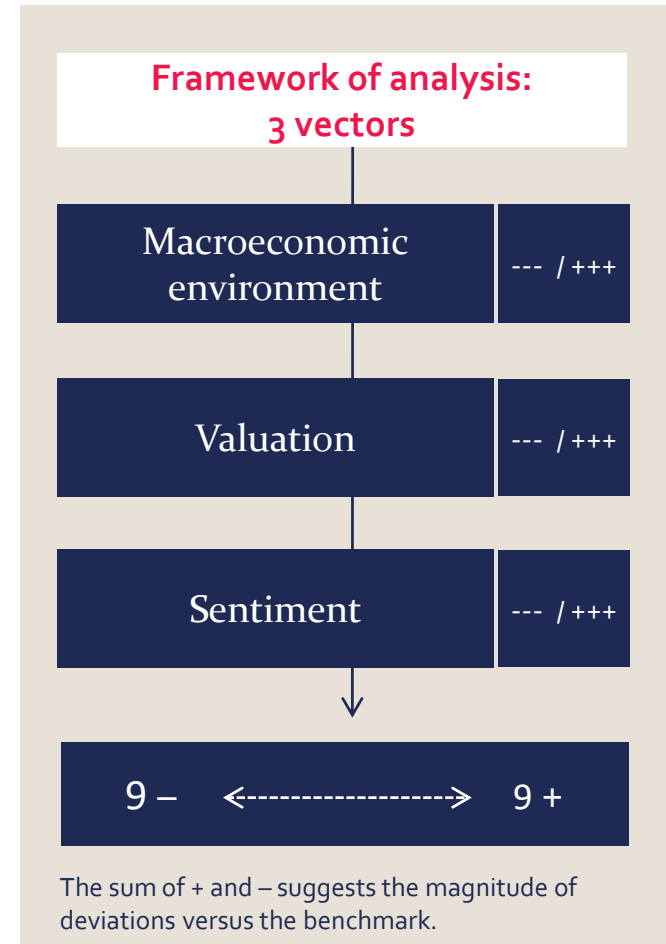 Framework of analysis:
3 vectors
Macroeconomic
environment
--- / +++
Valuation
--- / +++
Sentiment
--- / +++
9 – <-------------------> 9 +
The sum of + and – suggests the magnitude of
deviations versus the benchmark.